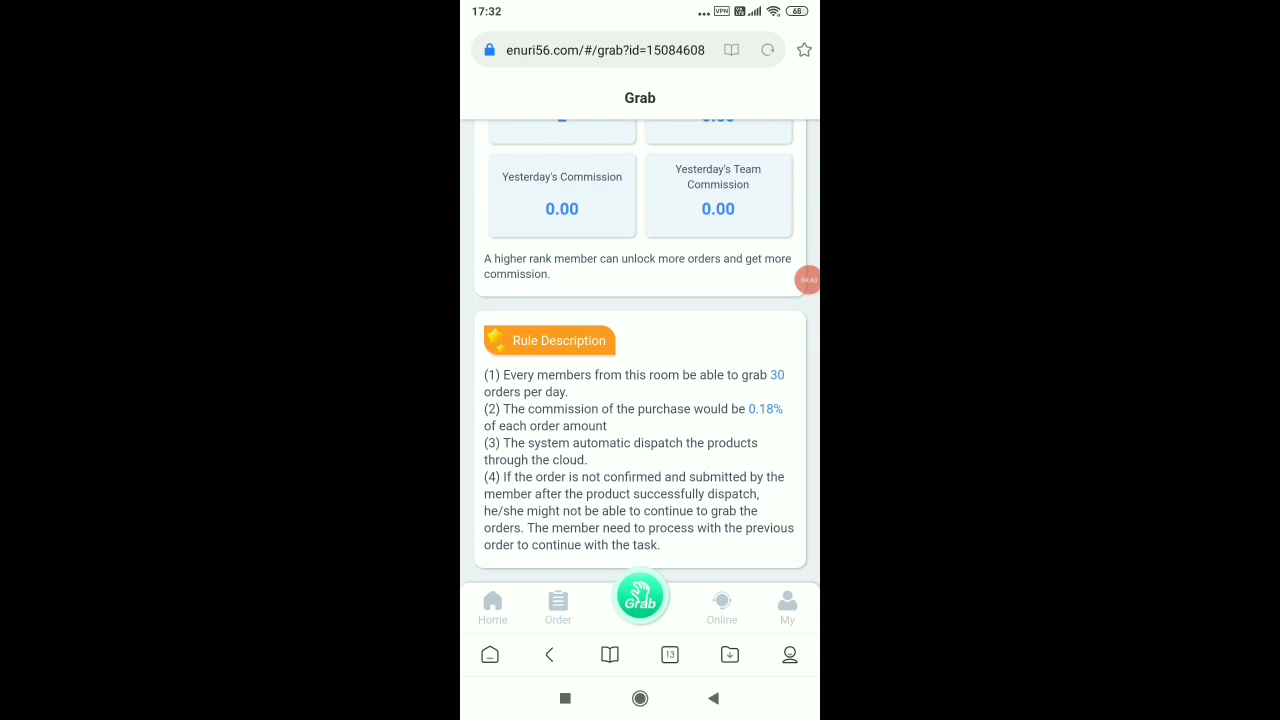 17:32
VPN
68
enuri56.com/#/grab?id=15084608
Grab
Yesterday's Commission
0.00
Yesterday's Team
Commission
0.00
A higher rank member can unlock more orders and get more
commission.
04:43
Rule Description
(1) Every members from this room be able to grab 30
orders per day.
(2) The commission of the purchase would be 0.18%
of each order amount
(3) The system automatic dispatch the products
through the cloud.
(4) If the order is not confirmed and submitted by the
member after the product successfully dispatch,
he/she might not be able to continue to grab the
orders. The member need to process with the previous
order to continue with the task.
Home
Order
Grab
Online
My
13